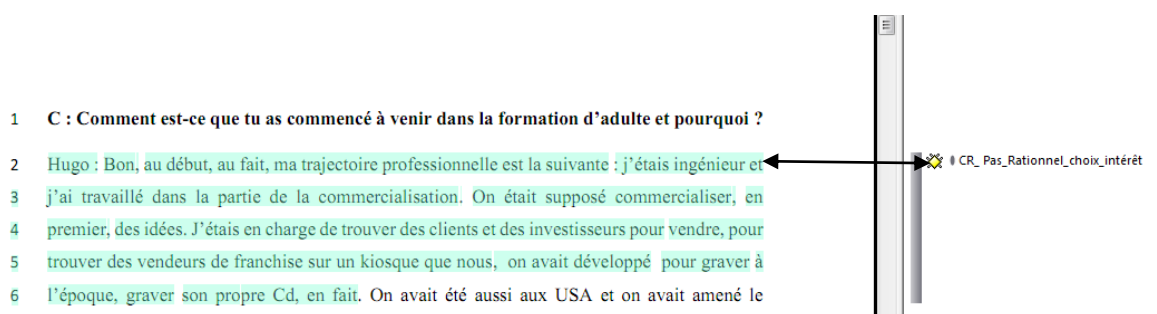 1 C : Comment est-ce que tu as commencé à venir dans la formation d’adulte et pourquoi ?
2 Hugo : Bon, au début, au fait, ma trajectoire professionnelle est la suivante : j’étais ingénieur et
CR_ Pas_Rationnel_choix_intérêt
3 j’ai travaillé dans la partie de la commercialisation. On était supposé commercialiser, en
4 premier, des idées. J’étais en charge de trouver des clients et des investisseurs pour vendre, pour
5 trouver des vendeurs de franchise sur un kiosque que nous, on avait développé pour graver à
6 l’époque, graver son propre Cd, en fait. On avait été aussi aux USA et on avait amené le